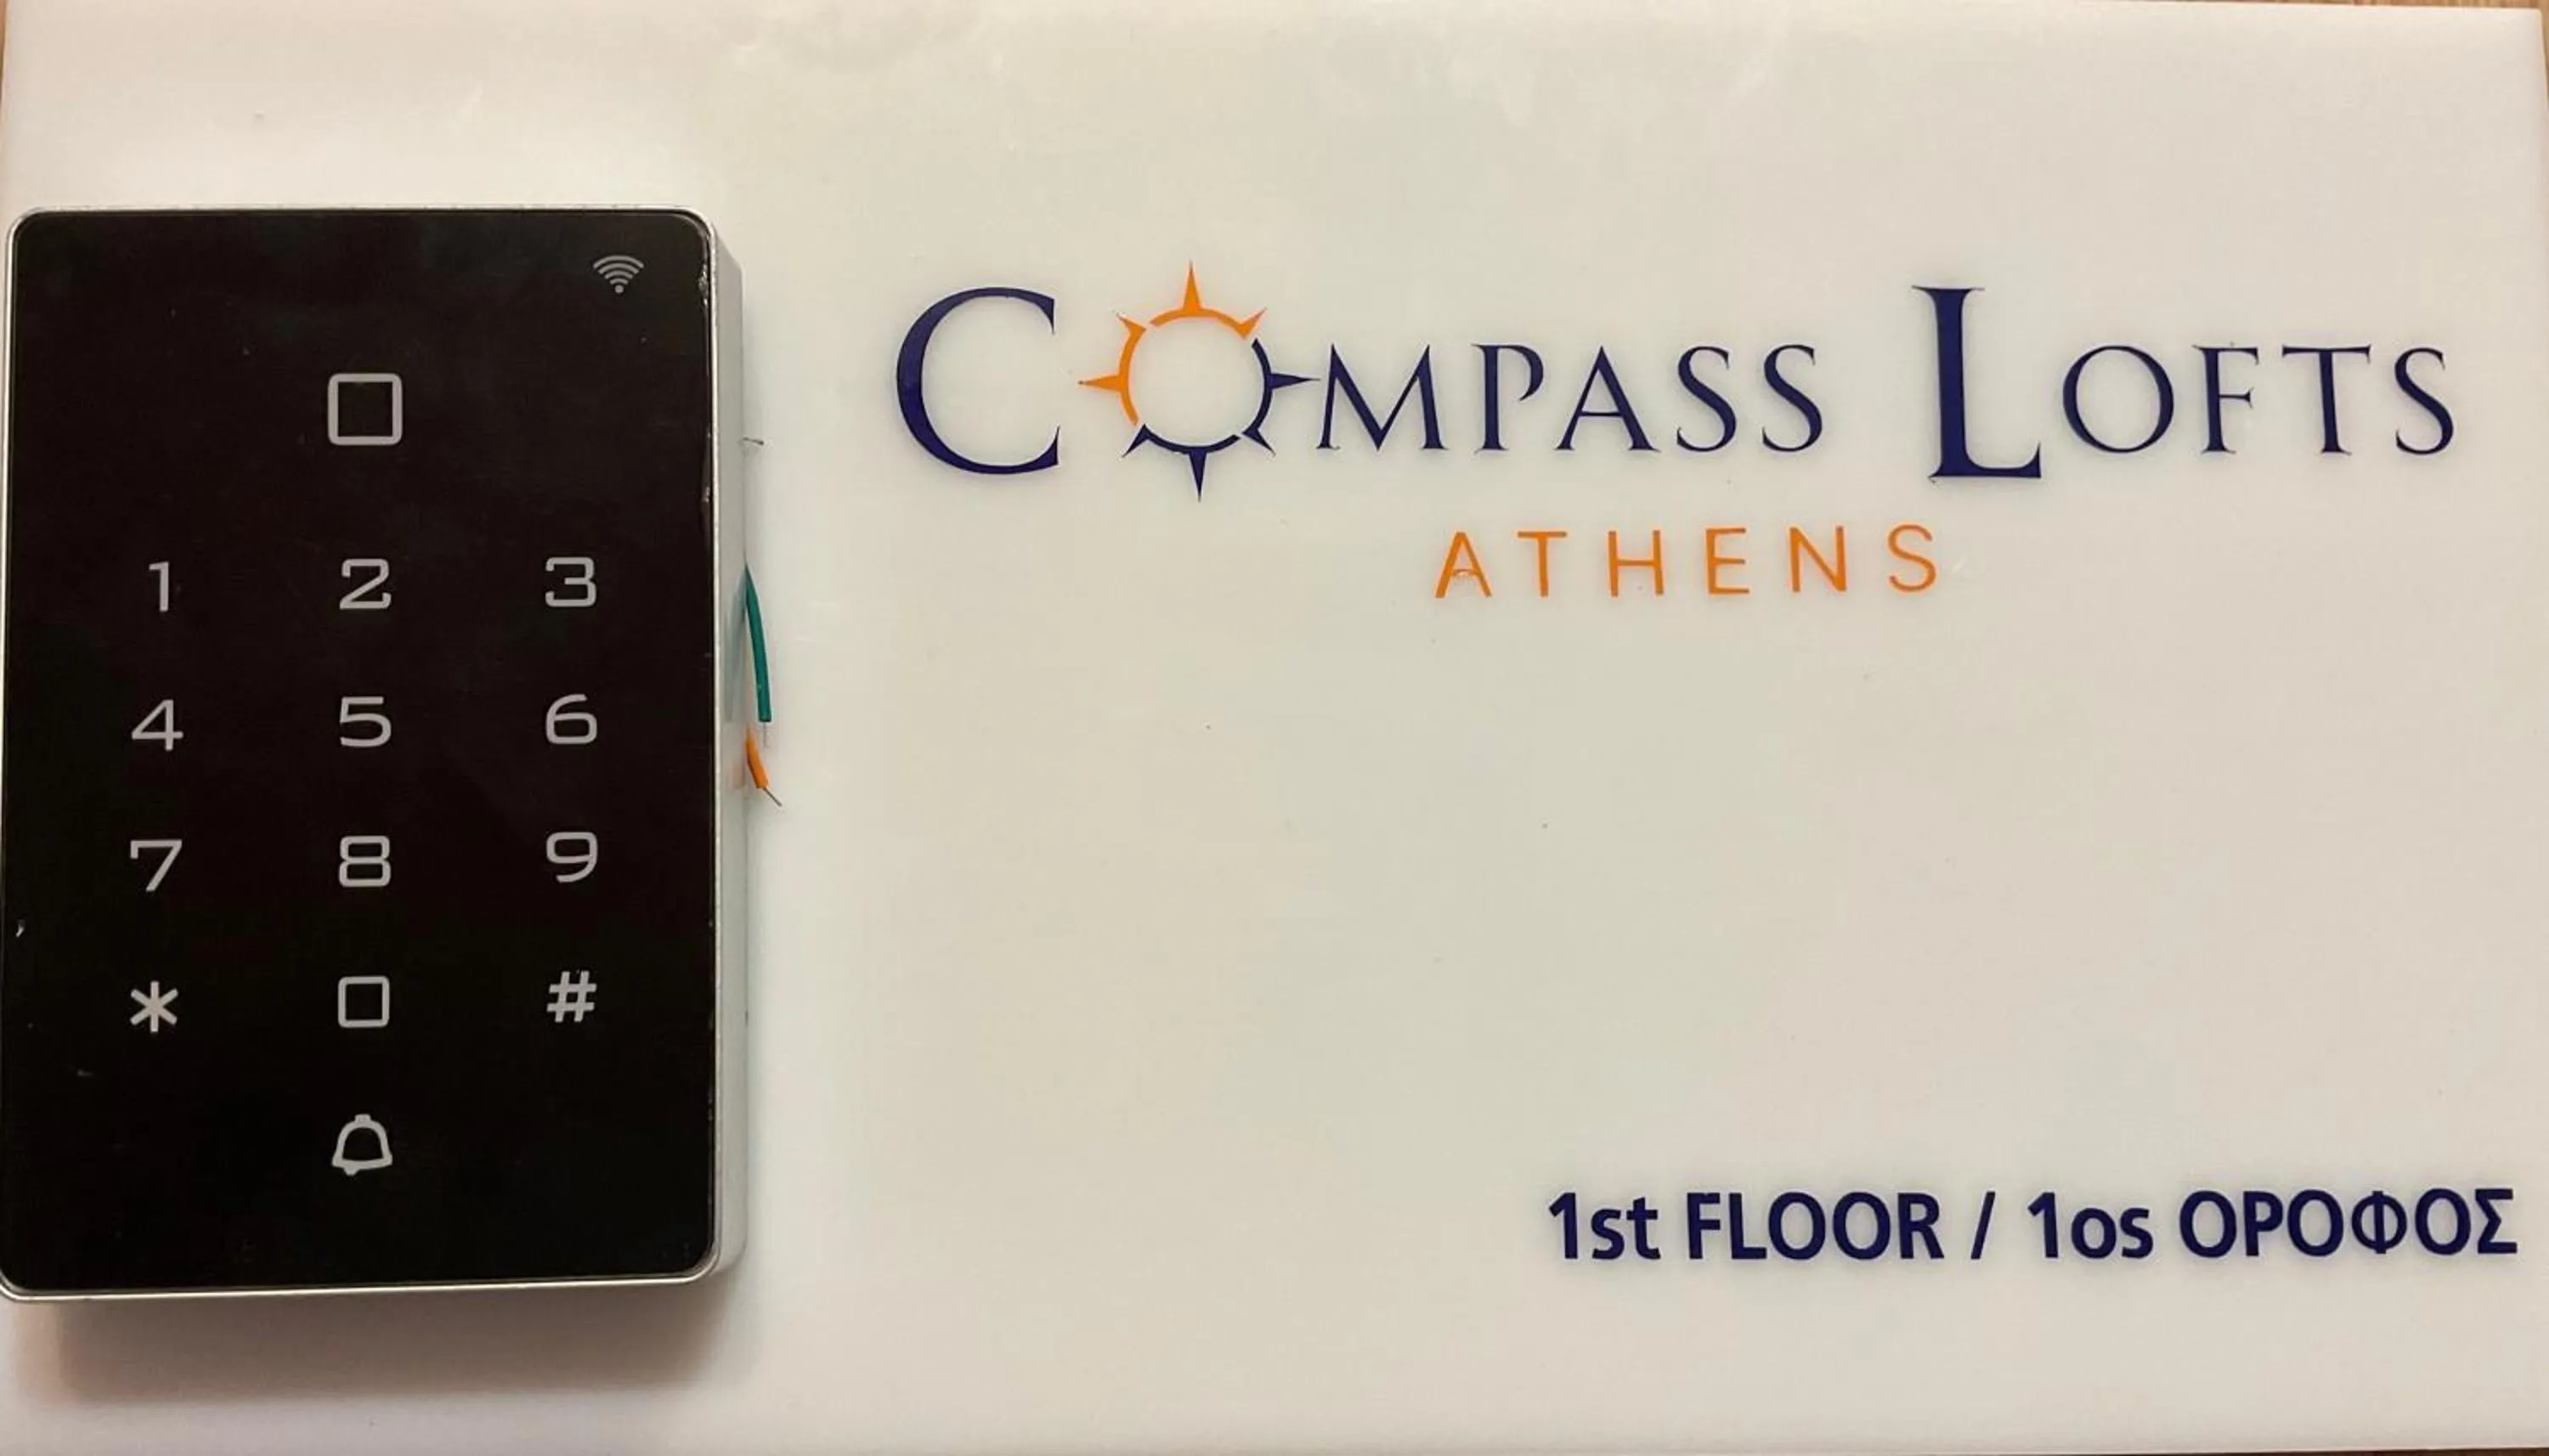 1 2 3
4 5 6
7 8 9
* 0 #
COMPASS LOFTS
ATHENS
1st FLOOR / 1os ΟΡΟΦΟΣ